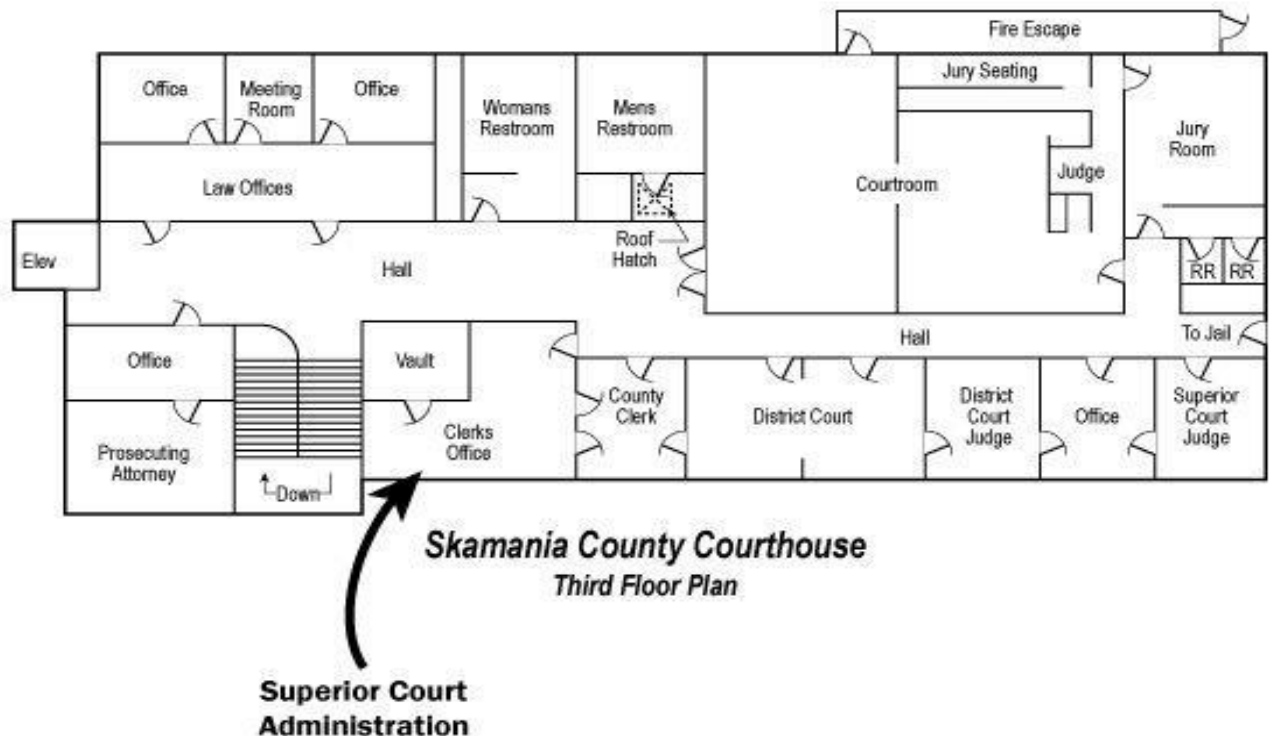 Fire Escape
Office
Meeting
Room
Office
Womans
Restroom
Mens
Restroom
Jury Seating
Jury
Room
Judge
Courtroom
Law Offices
Roof
Hatch
Elev
Hall
RR
RR
Hall
To Jail
Office
Vault
County
Clerk
District Court
District
Court
Judge
Office
Superior
Court
Judge
Clerks
Office
Prosecuting
Attorney
Down
Skamania County Courthouse
Third Floor Plan
Superior Court
Administration